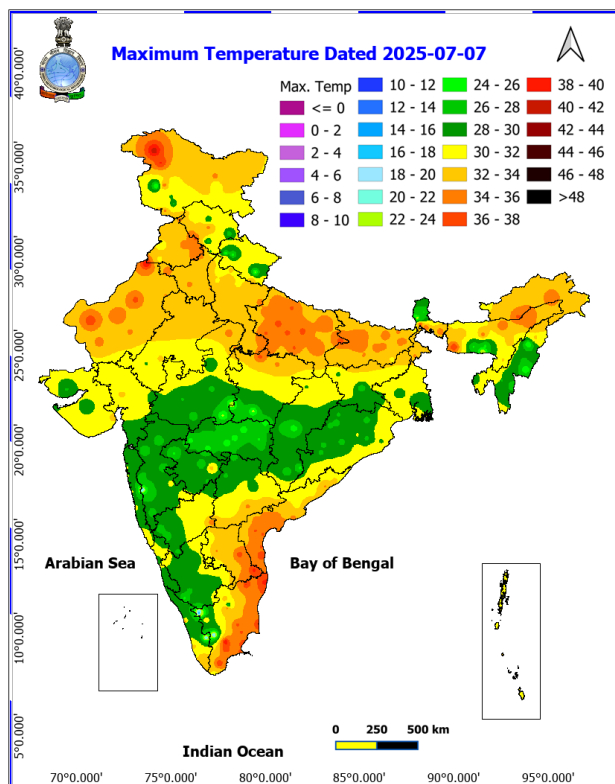 Maximum Temperature Dated 2025-07-07
Max. Temp
<= 0
0 - 2
2 - 4
4 - 6
6 - 8
8 - 10
10 - 12
12 - 14
14 - 16
16 - 18
18 - 20
20 - 22
22 - 24
24 - 26
26 - 28
28 - 30
30 - 32
32 - 34
34 - 36
36 - 38
38 - 40
40 - 42
42 - 44
44 - 46
46 - 48
>48
40°0.000'
35°0.000'
30°0.000'
25°0.000'
20°0.000'
15°0.000'
10°0.000'
5°0.000'
Arabian Sea
Bay of Bengal
Indian Ocean
0 250 500 km
70°0.000' 75°0.000' 80°0.000' 85°0.000' 90°0.000' 95°0.000'